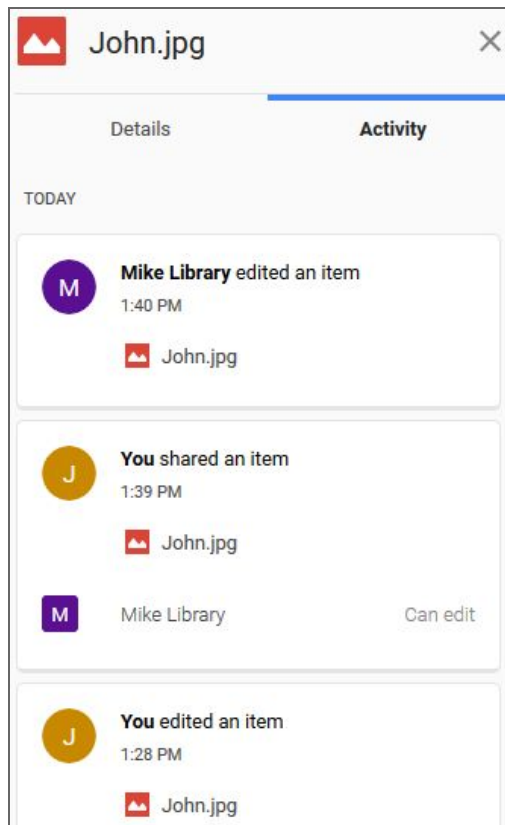 John.jpg
Details
Activity
TODAY
M
Mike Library edited an item
1:40 PM
John.jpg
J
You shared an item
1:39 PM
John.jpg
M
Mike Library
Can edit
J
You edited an item
1:28 PM
John.jpg